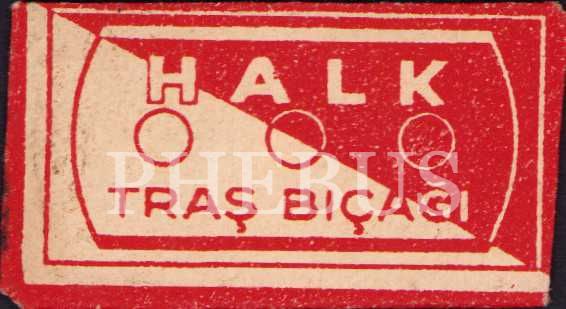 HALK
PHEBUS
TRAŞ BIÇAĞI